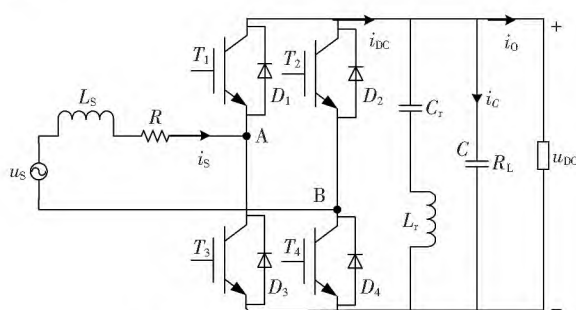 T1
T2
iDC
iO
+
D1
D2
LS
R
iS
A
Cr
iC
C
RL
uDC
uS
B
Lr
T3
T4
D3
D4
−